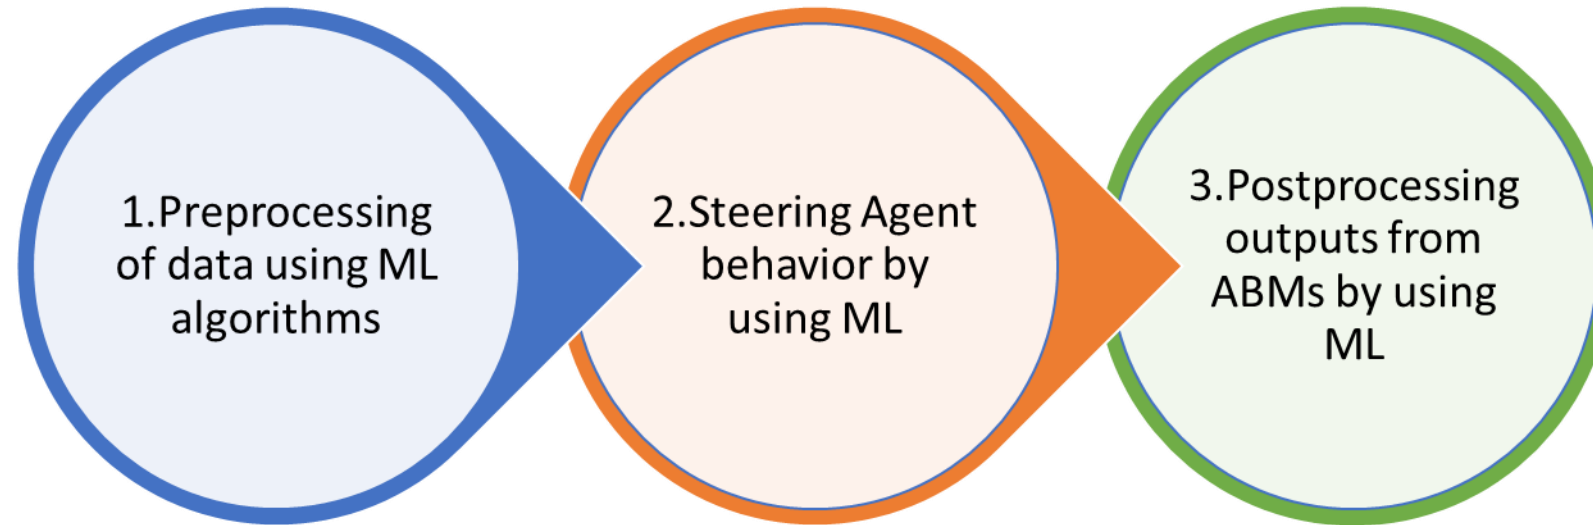 1.Preprocessing
of data using ML
algorithms
2.Steering Agent
behavior by
using ML
3.Postprocessing
outputs from
ABMs by using
ML